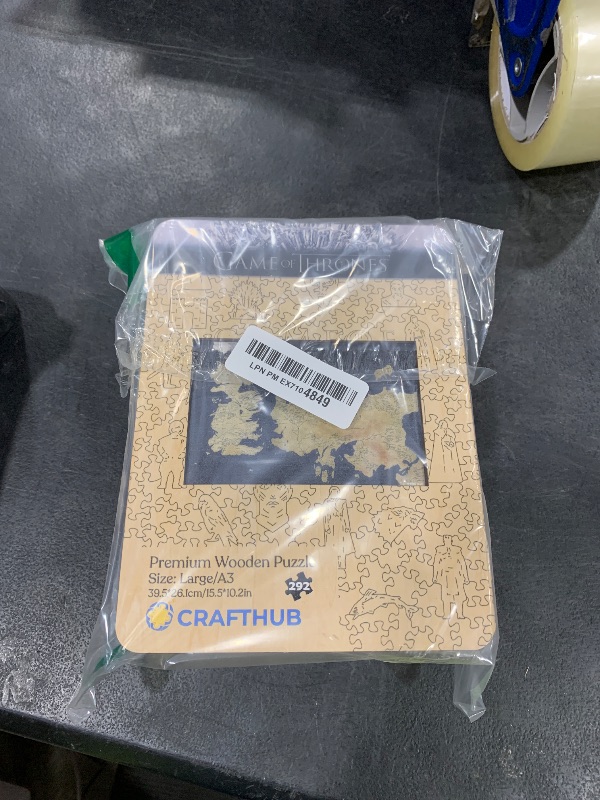 GAME OF THRONES
LPN PM EX7104849
Premium Wooden Puzzle
Size: Large/A3
39.5*26.1cm/15.5*10.2in
292
CRAFTHUB